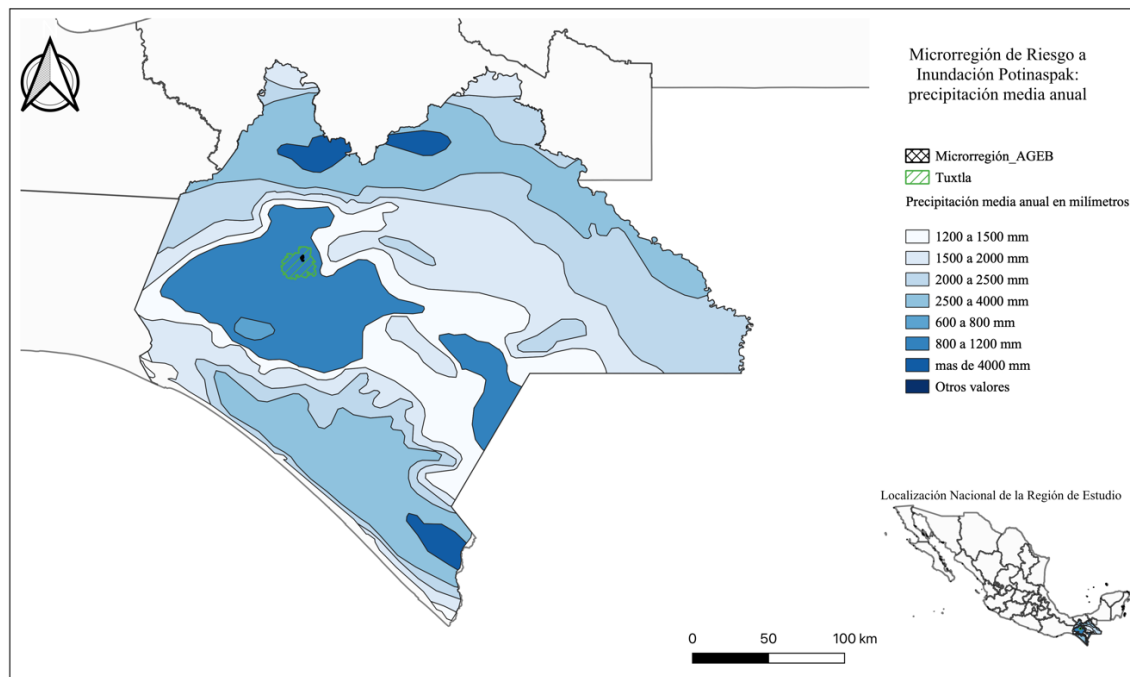 Microrregión de Riesgo a
Inundación Potinaspak:
precipitación media anual
Microrregión_AGEB
Tuxtla
Precipitación media anual en milímetros
1200 a 1500 mm
1500 a 2000 mm
2000 a 2500 mm
2500 a 4000 mm
600 a 800 mm
800 a 1200 mm
mas de 4000 mm
Otros valores
Localización Nacional de la Región de Estudio
0 50 100 km